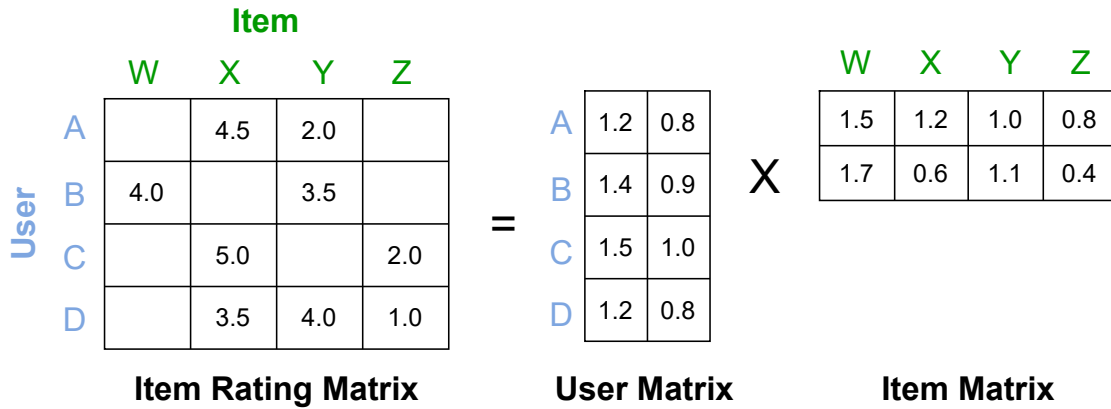 Item
W X Y Z
W X Y Z
A 4.5 2.0
B 4.0 3.5
C 5.0 2.0
D 3.5 4.0 1.0
User
=
A 1.2 0.8
B 1.4 0.9
C 1.5 1.0
D 1.2 0.8
X
1.5 1.2 1.0 0.8
1.7 0.6 1.1 0.4
Item Rating Matrix
User Matrix
Item Matrix